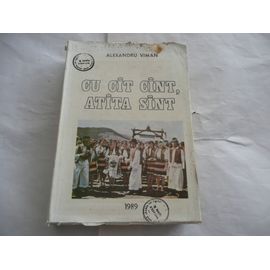 ALEXANDRU VIMAN
CU CÎT CÎNT,
ATÎTA SÎNT
1989